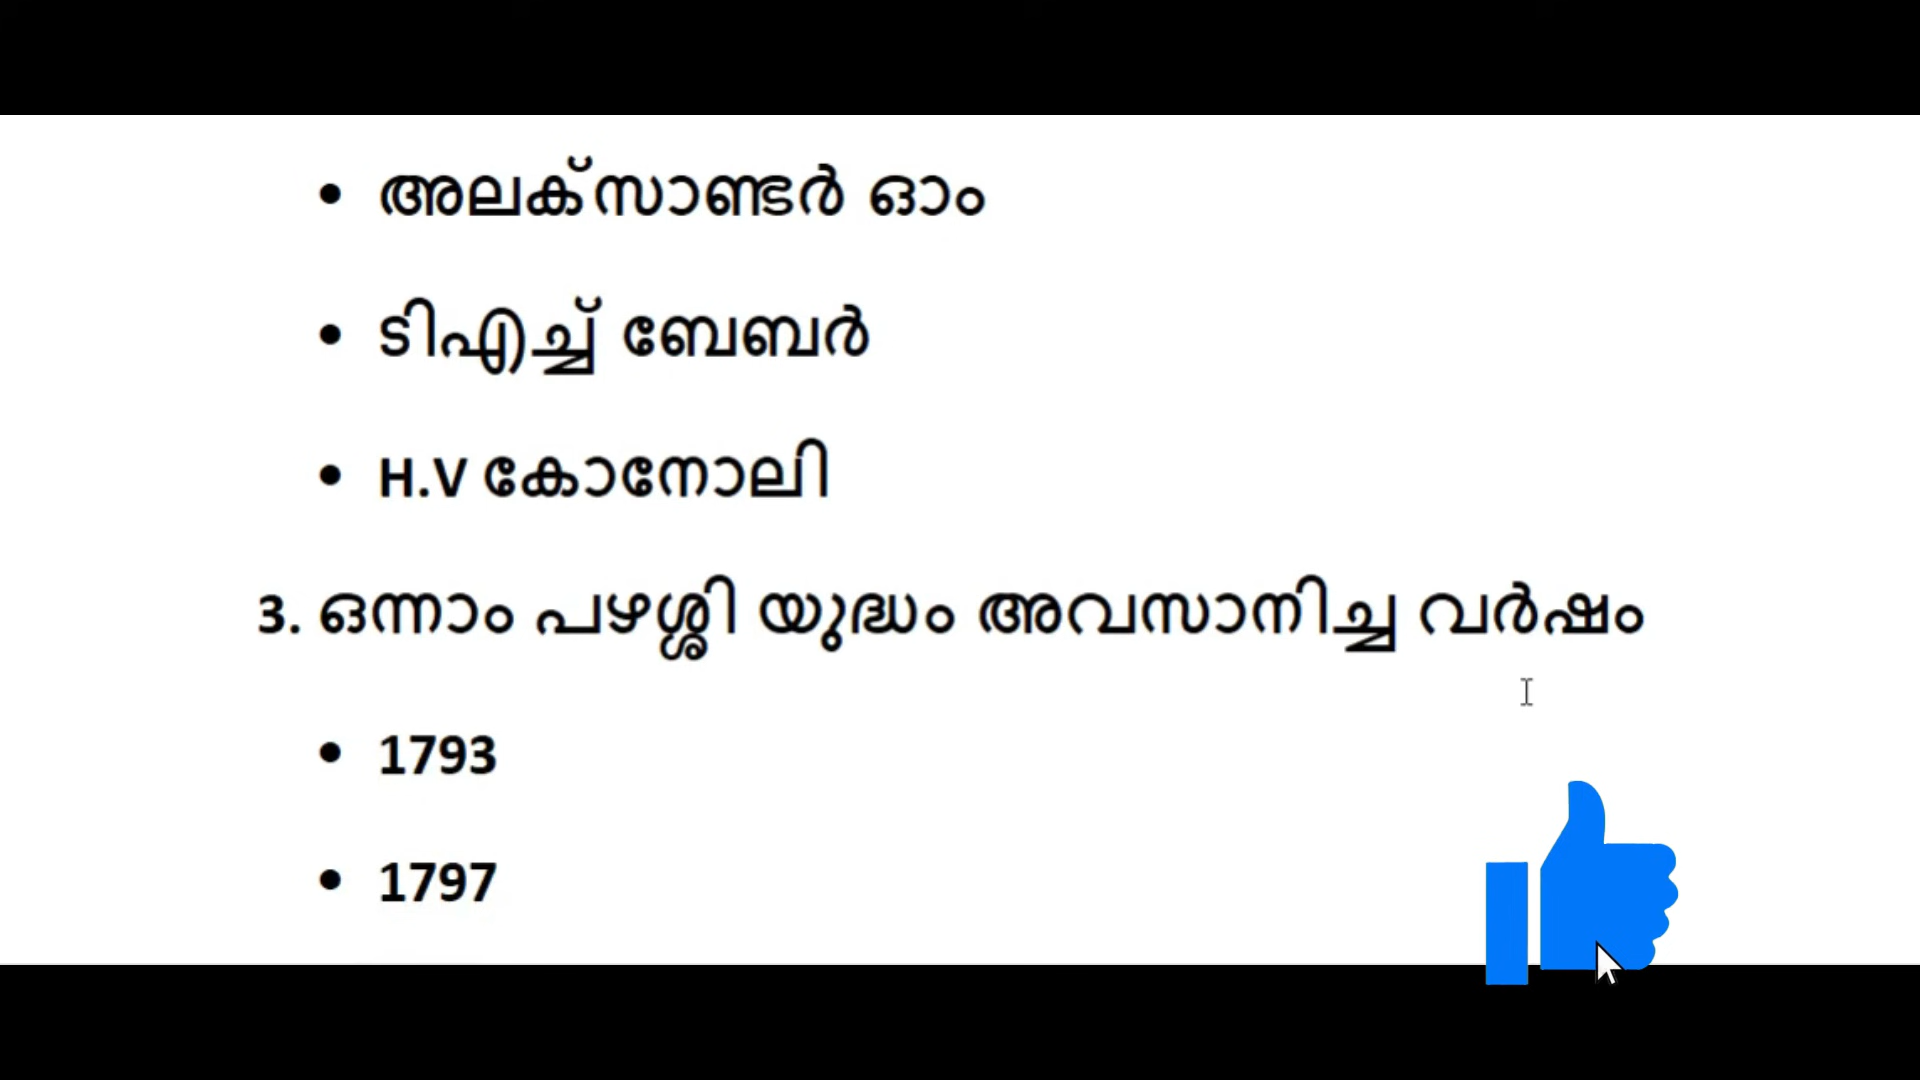 • അലക്സാണ്ടർ ഓം
• ടിഎച്ച് ബേബർ
• H.V കോനോലി
3. ഒന്നാം പഴശ്ശി യുദ്ധം അവസാനിച്ച വർഷം
• 1793
• 1797